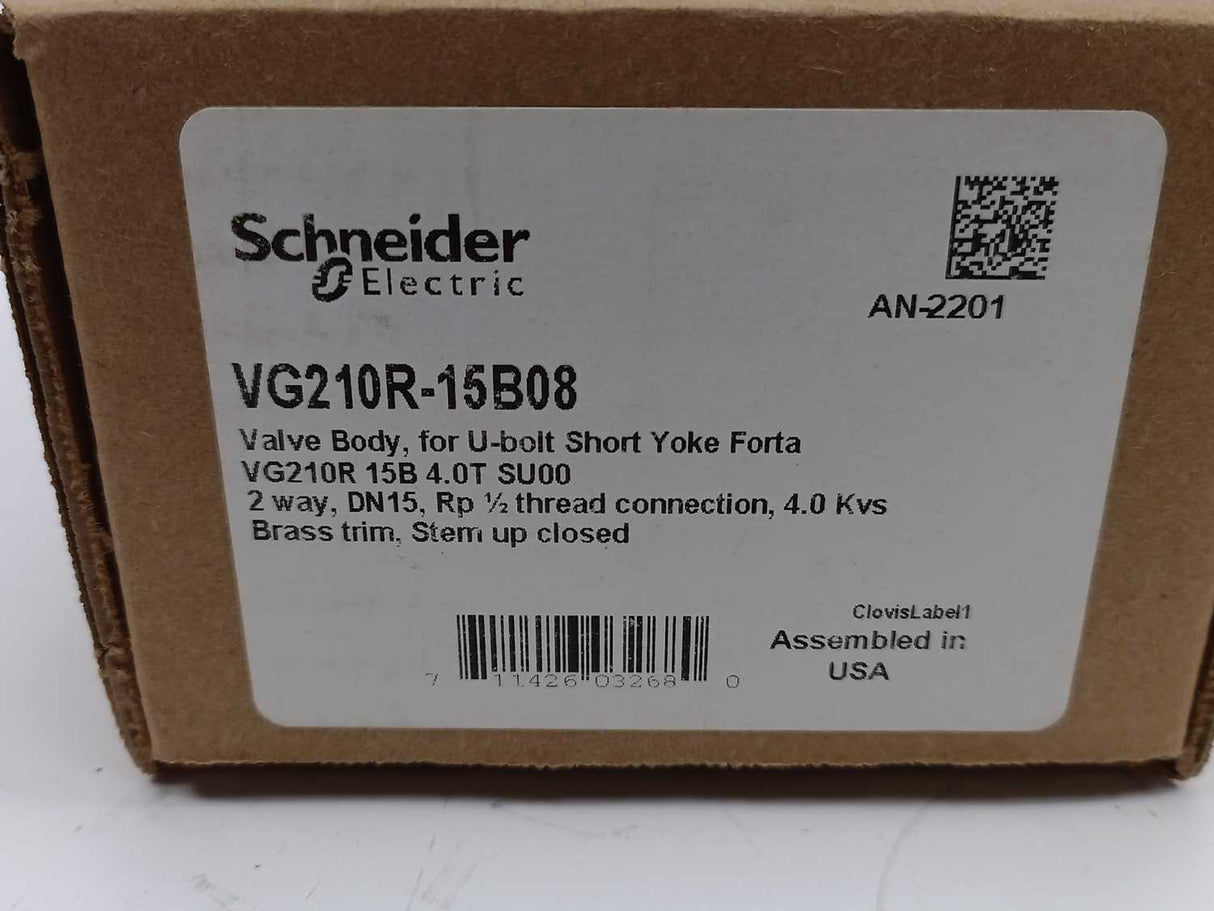 Schneider
Electric
AN-2201
VG210R-15B08
Valve Body, for U-bolt Short Yoke Forta
VG210R 15B 4.0T SU00
2 way, DN15, Rp ½ thread connection, 4.0 Kvs
Brass trim, Stem up closed
ClovisLabel1
Assembled in
USA
7 11426 03268 0